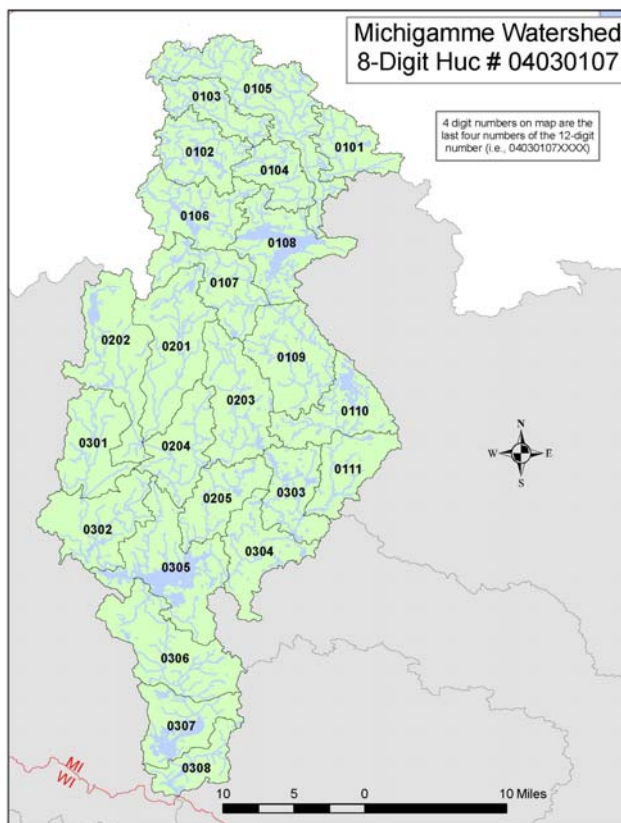 Michigamme Watershed
8-Digit Huc # 04030107
4 digit numbers on map are the
last four numbers of the 12-digit
number (i.e., 04030107XXXX)
0105
0103
0101
0102
0104
0106
0108
0107
0202
0201
0109
0203
0110
0301
0204
N
W E
S
0111
0205
0303
0302
0304
0305
0306
0307
0308
MI
WI
10 5 0 10 Miles